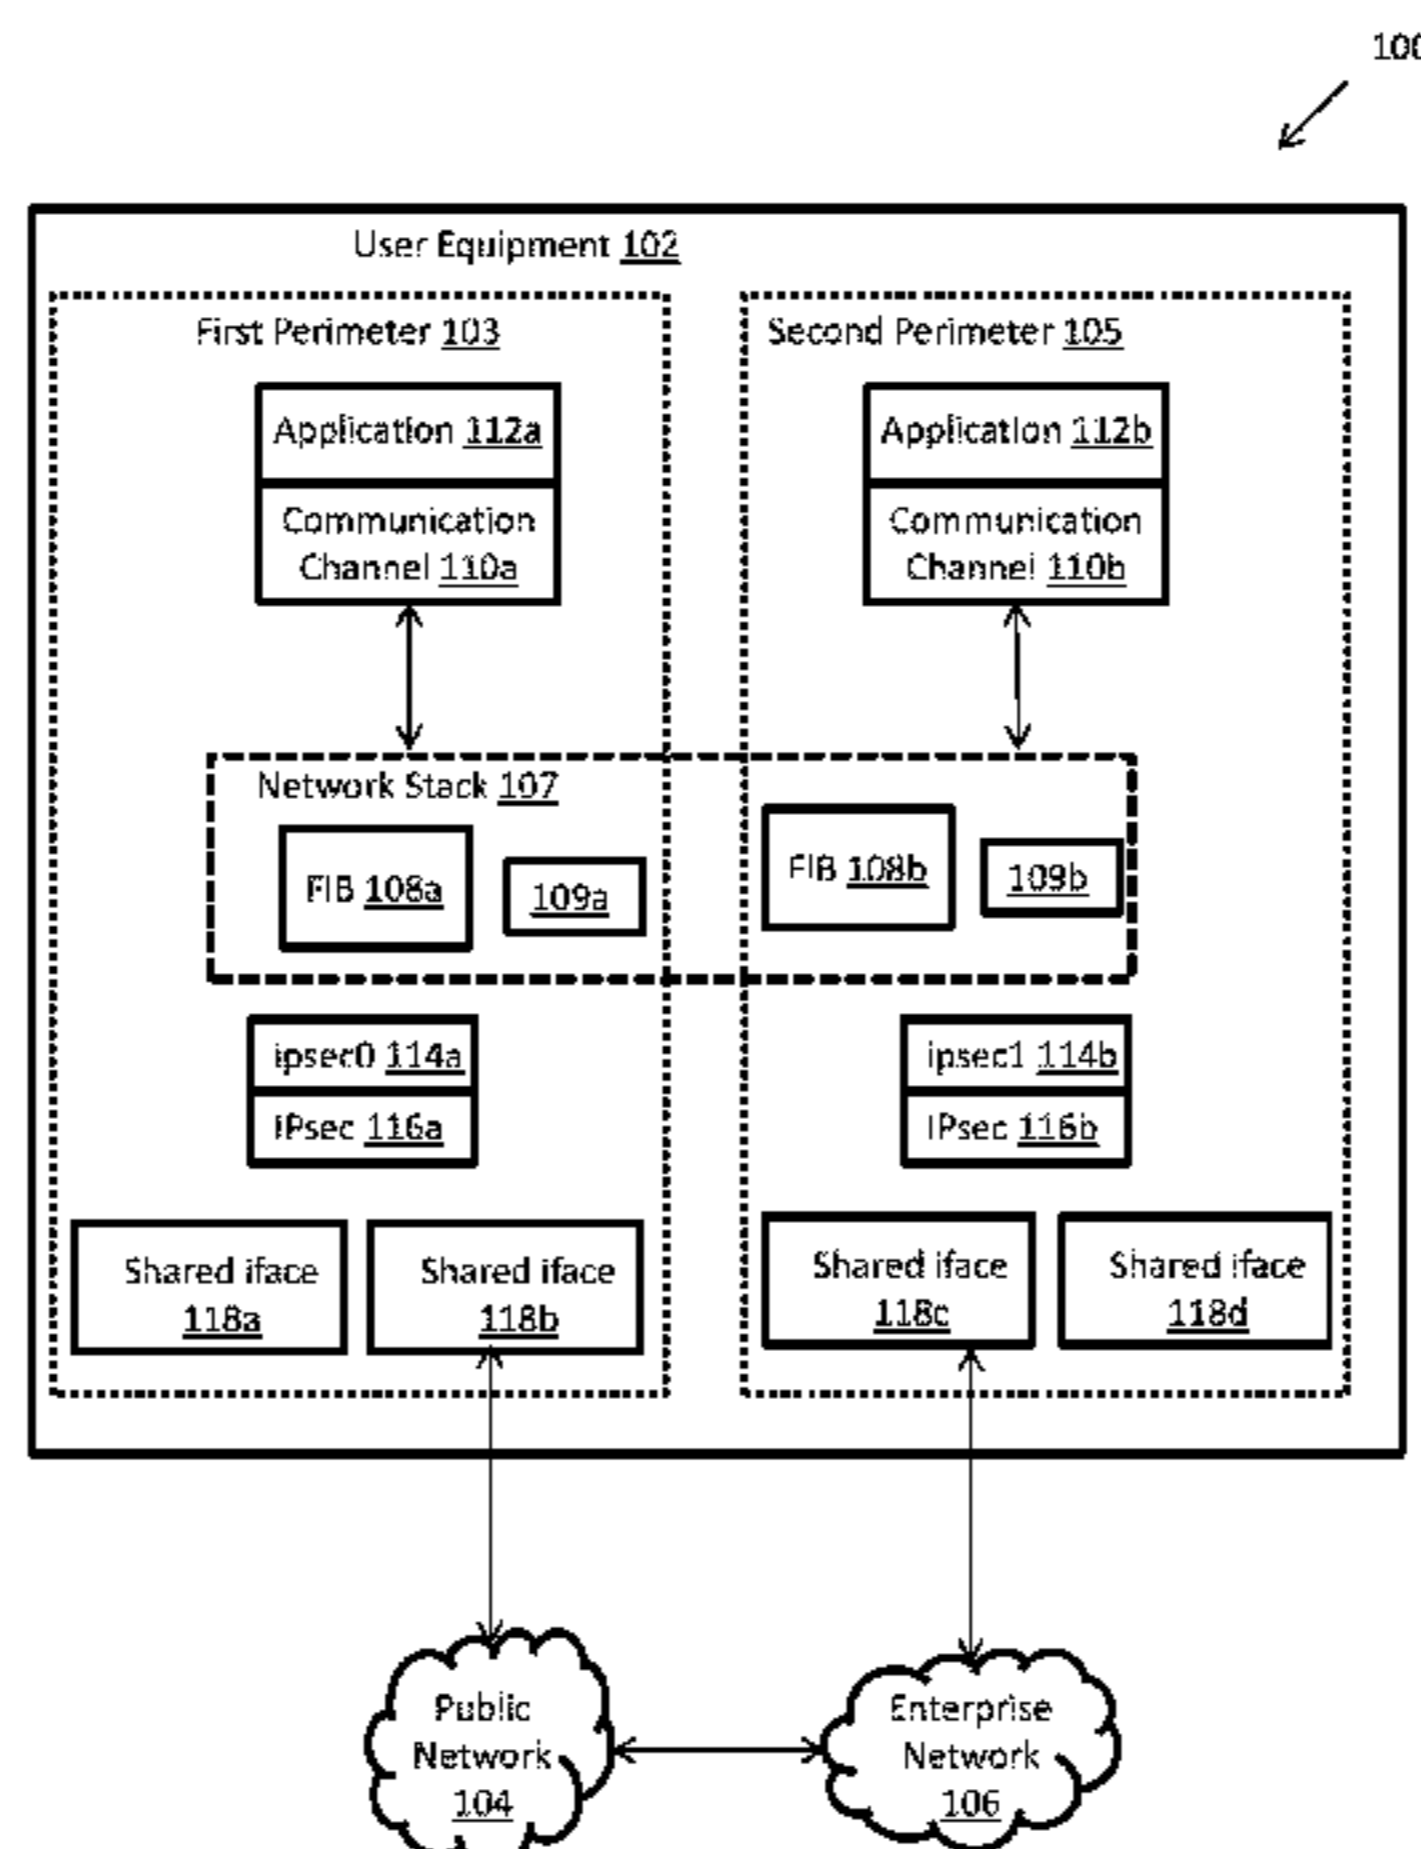 100
User Equipment 102
First Perimeter 103
Application 112a
Communication
Channel 110a
Second Perimeter 105
Application 112b
Communication
Channel 110b
Network Stack 107
FIB 108a
109a
FIB 108b
109b
ipsec0 114a
IPsec 116a
ipsec1 114b
IPsec 116b
Shared iface
118a
Shared iface
118b
Shared iface
118c
Shared iface
118d
Public
Network
104
Enterprise
Network
106